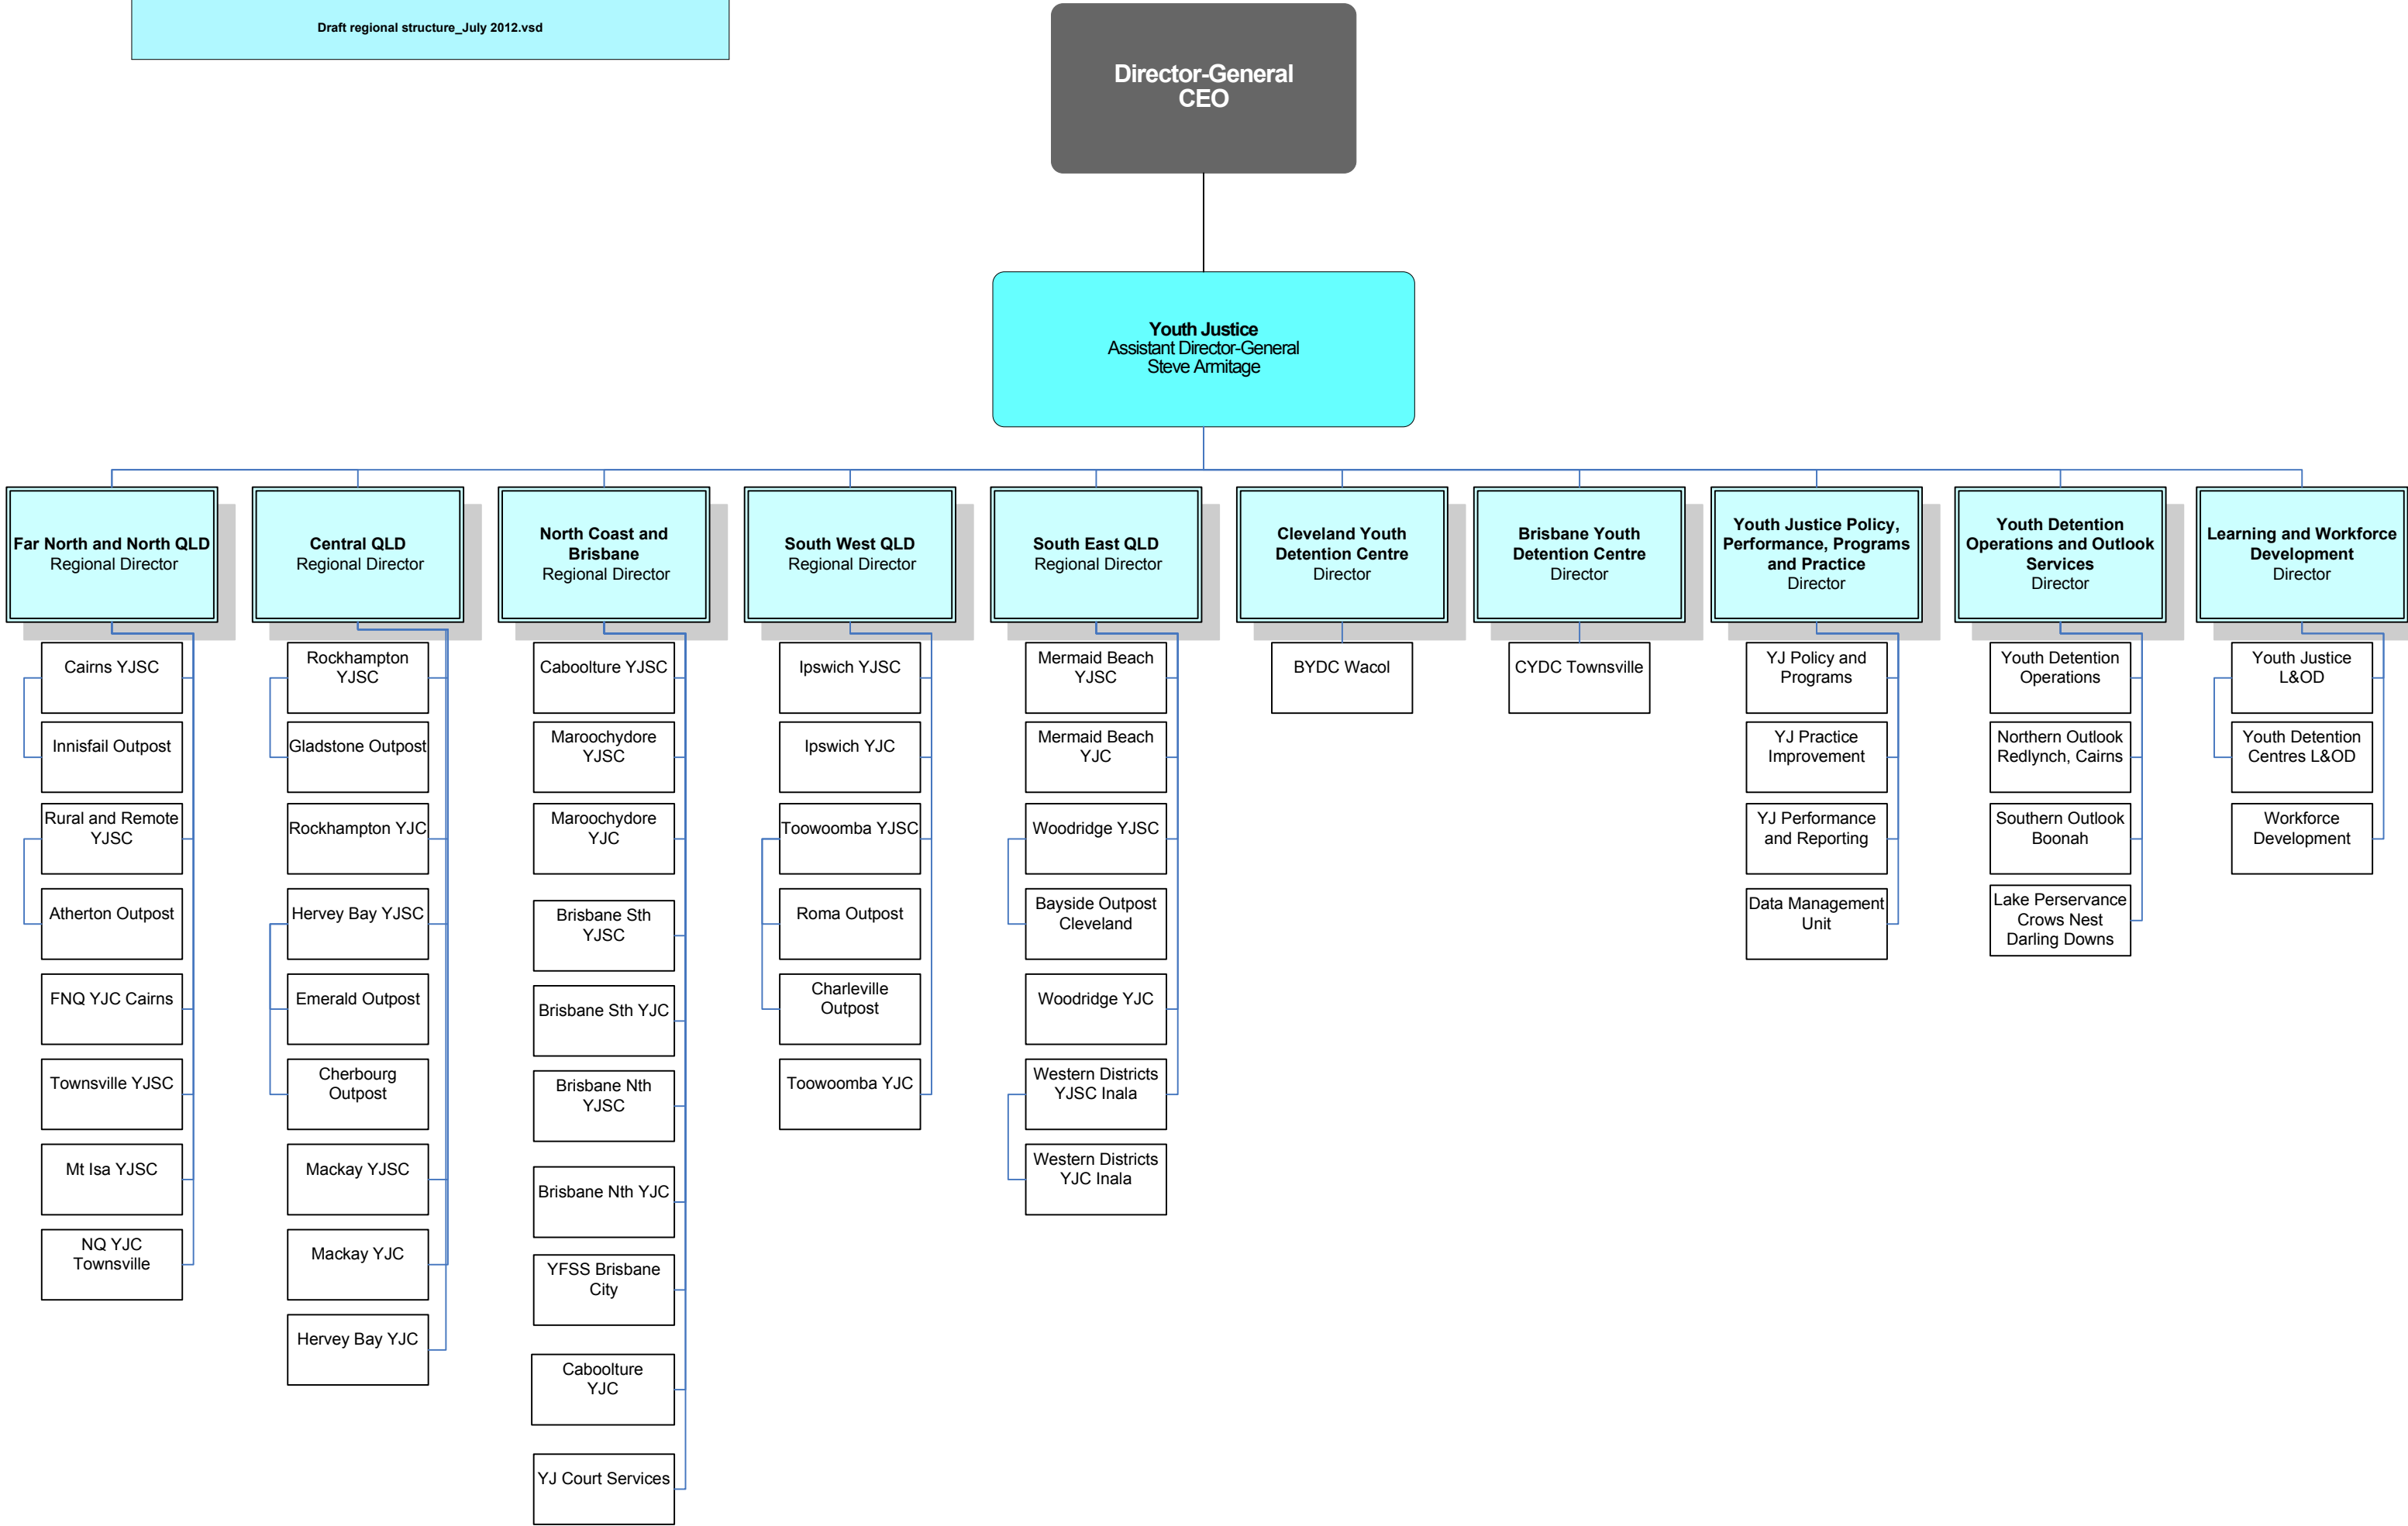 Draft regional structure_July 2012.vsd
Director-General
CEO
Youth Justice
Assistant Director-General
Steve Armitage
Far North and North QLD
Regional Director
Cairns YJSC
Innisfail Outpost
Rural and Remote
YJSC
Atherton Outpost
FNQ YJC Cairns
Townsville YJSC
Mt Isa YJSC
NQ YJC
Townsville
Central QLD
Regional Director
Rockhampton
YJSC
Gladstone Outpost
Rockhampton YJC
Hervey Bay YJSC
Emerald Outpost
Cherbourg
Outpost
Mackay YJSC
Mackay YJC
Hervey Bay YJC
North Coast and
Brisbane
Regional Director
Caboolture YJSC
Maroochydore
YJSC
Maroochydore
YJC
Brisbane Sth
YJSC
Brisbane Sth YJC
Brisbane Nth
YJSC
Brisbane Nth YJC
YFSS Brisbane
City
Caboolture
YJC
YJ Court Services
South West QLD
Regional Director
Ipswich YJSC
Ipswich YJC
Toowoomba YJSC
Roma Outpost
Charleville
Outpost
Toowoomba YJC
South East QLD
Regional Director
Mermaid Beach
YJSC
Mermaid Beach
YJC
Woodridge YJSC
Bayside Outpost
Cleveland
Woodridge YJC
Western Districts
YJSC Inala
Western Districts
YJC Inala
Cleveland Youth
Detention Centre
Director
BYDC Wacol
Brisbane Youth
Detention Centre
Director
CYDC Townsville
Youth Justice Policy,
Performance, Programs
and Practice
Director
YJ Policy and
Programs
YJ Practice
Improvement
YJ Performance
and Reporting
Data Management
Unit
Youth Detention
Operations and Outlook
Services
Director
Youth Detention
Operations
Northern Outlook
Redlynch, Cairns
Southern Outlook
Boonah
Lake Perservance
Crows Nest
Darling Downs
Learning and Workforce
Development
Director
Youth Justice
L&OD
Youth Detention
Centres L&OD
Workforce
Development